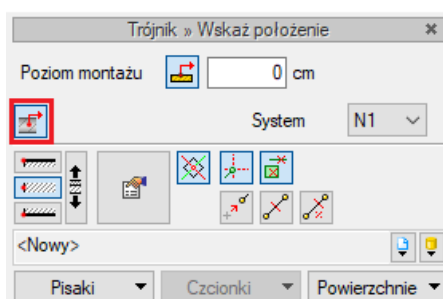 Trójnik » Wskaż położenie
Poziom montażu 0 cm
System N1
<Nowy>
Pisaki Czcionki Powierzchnie